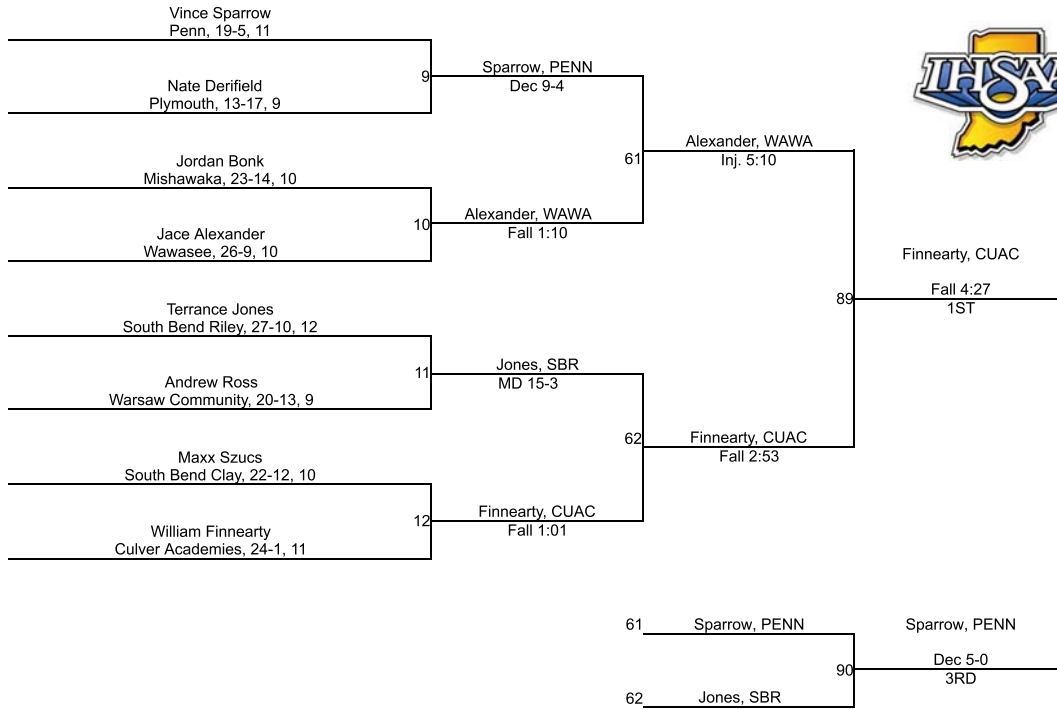 Vince Sparrow
Penn, 19-5, 11
9
Nate Derifield
Plymouth, 13-17, 9
Sparrow, PENN
Dec 9-4
Jordan Bonk
Mishawaka, 23-14, 10
10
Jace Alexander
Wawasee, 26-9, 10
Alexander, WAWA
Fall 1:10
61
Alexander, WAWA
Inj. 5:10
Terrance Jones
South Bend Riley, 27-10, 12
11
Andrew Ross
Warsaw Community, 20-13, 9
Jones, SBR
MD 15-3
Maxx Szucs
South Bend Clay, 22-12, 10
12
William Finnearty
Culver Academies, 24-1, 11
Finnearty, CUAC
Fall 1:01
62
Finnearty, CUAC
Fall 2:53
89
Finnearty, CUAC
Fall 4:27
1ST
IHSAA
61
Sparrow, PENN
62
Jones, SBR
90
Sparrow, PENN
Dec 5-0
3RD